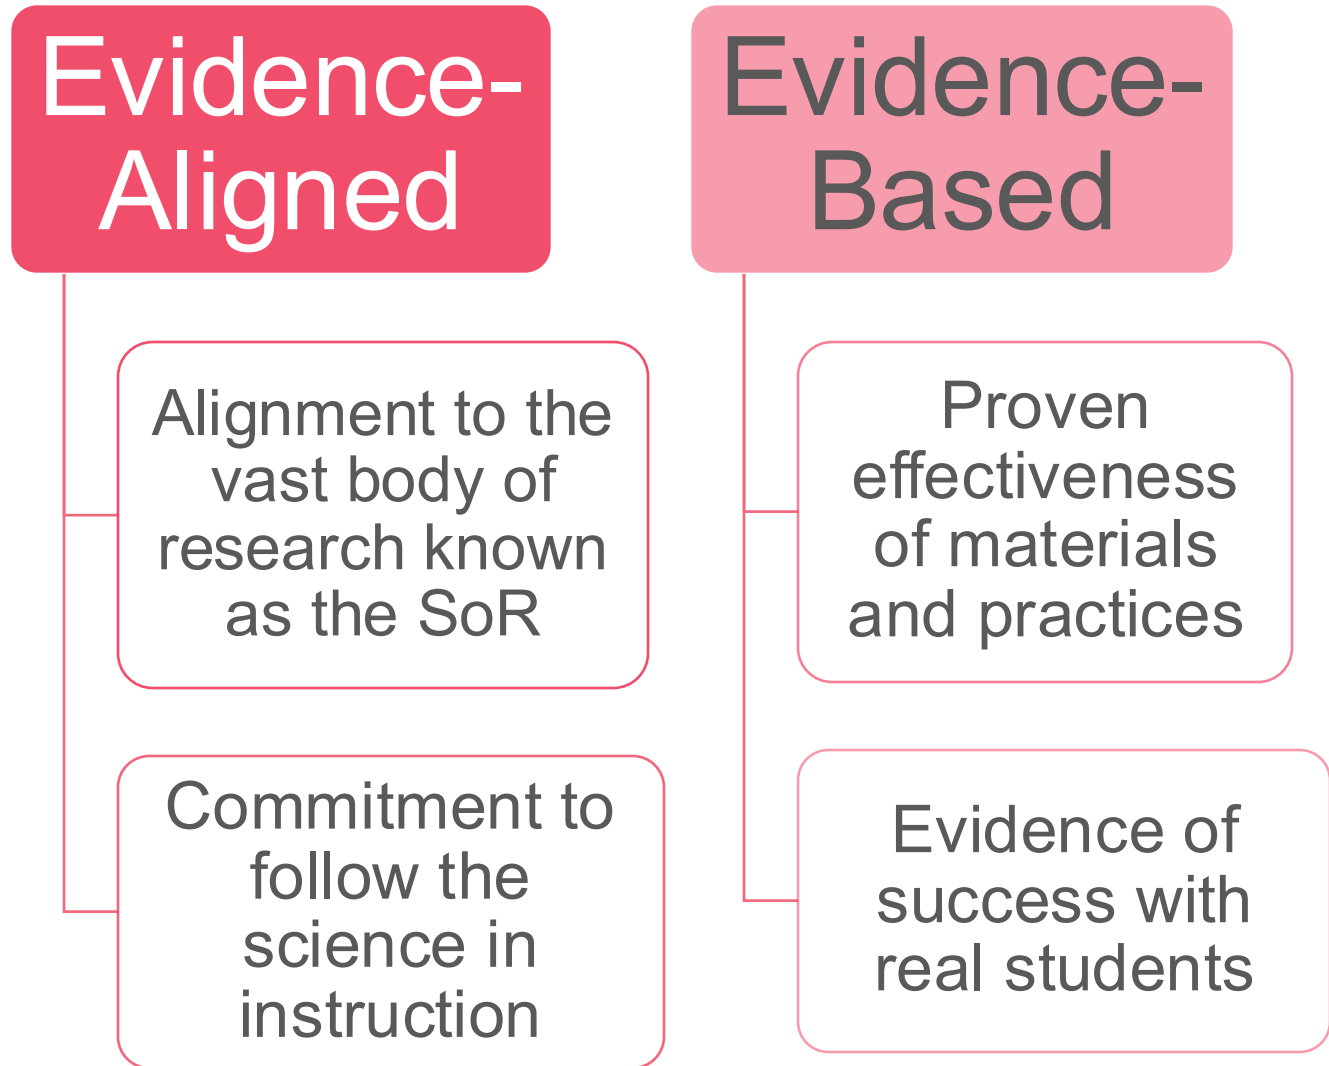 Evidence-
Aligned
Alignment to the
vast body of
research known
as the SoR
Commitment to
follow the
science in
instruction
Evidence-
Based
Proven
effectiveness
of materials
and practices
Evidence of
success with
real students